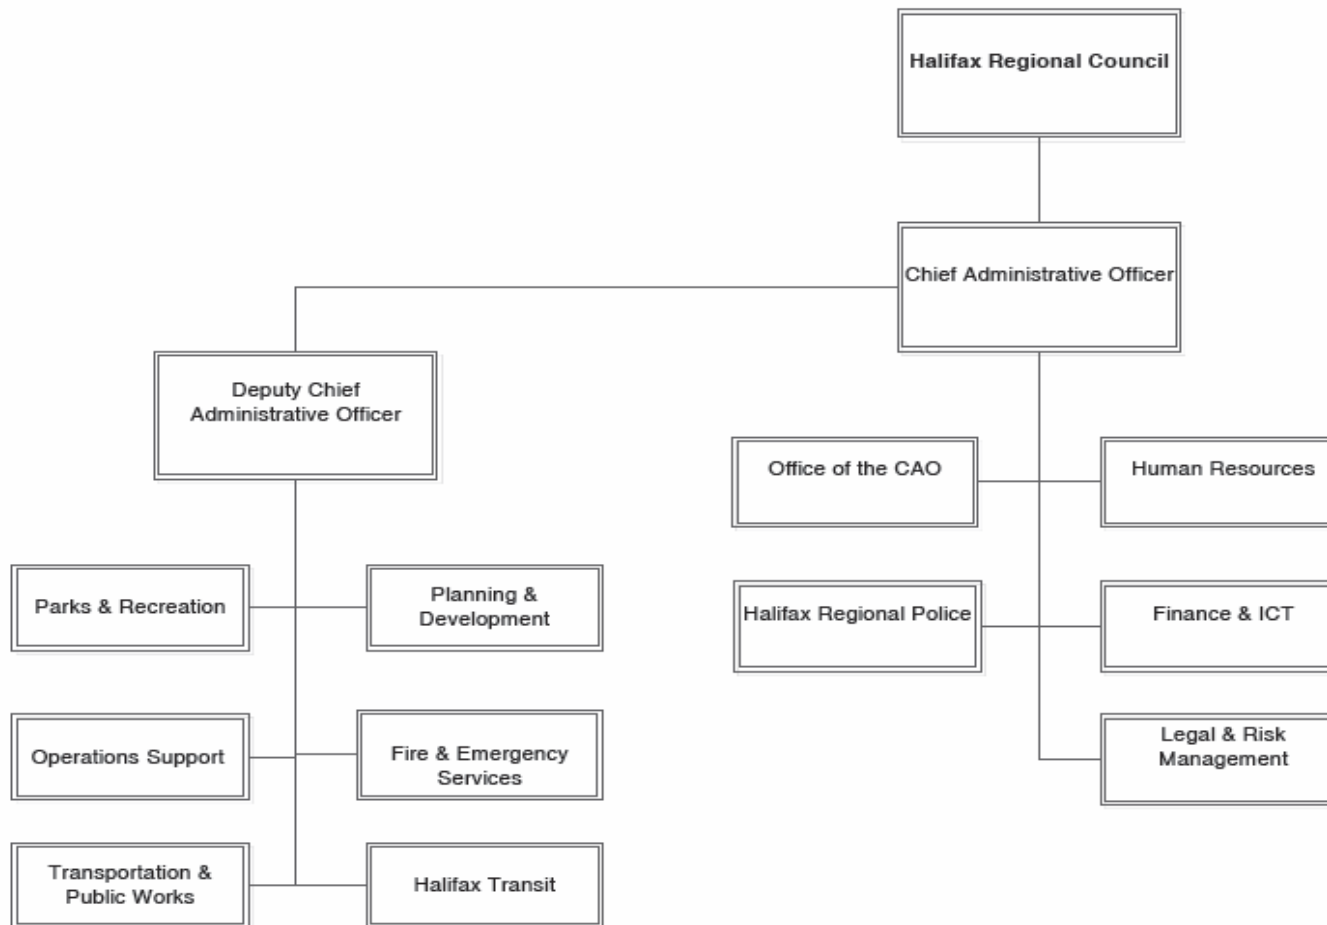 Halifax Regional Council
Chief Administrative Officer
Deputy Chief
Administrative Officer
Office of the CAO
Human Resources
Parks & Recreation
Planning &
Development
Halifax Regional Police
Finance & ICT
Operations Support
Fire & Emergency
Services
Legal & Risk
Management
Transportation &
Public Works
Halifax Transit